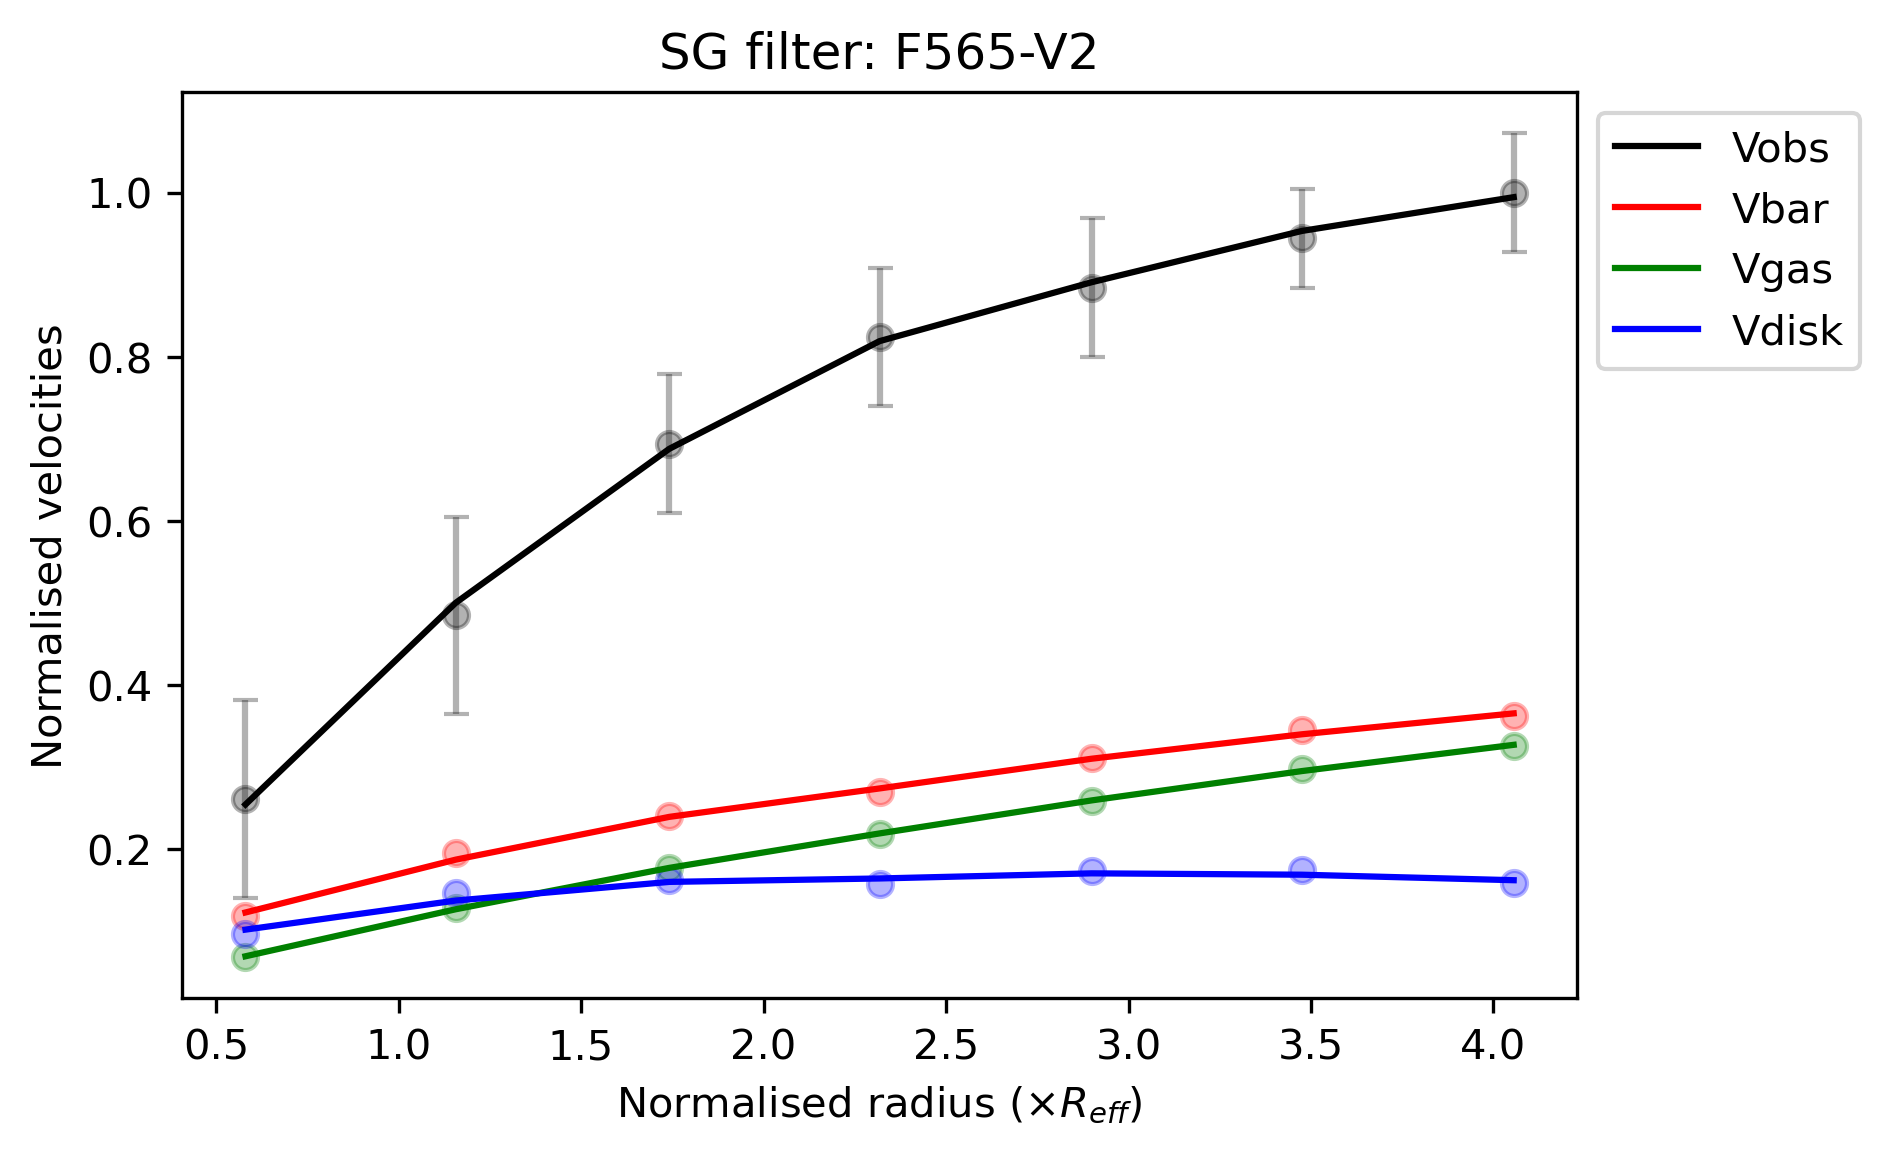 SG filter: F565-V2
Normalised velocities
1.0
0.8
0.6
0.4
0.2
0.5 1.0 1.5 2.0 2.5 3.0 3.5 4.0
Normalised radius (×R_eff)
Vobs
Vbar
Vgas
Vdisk